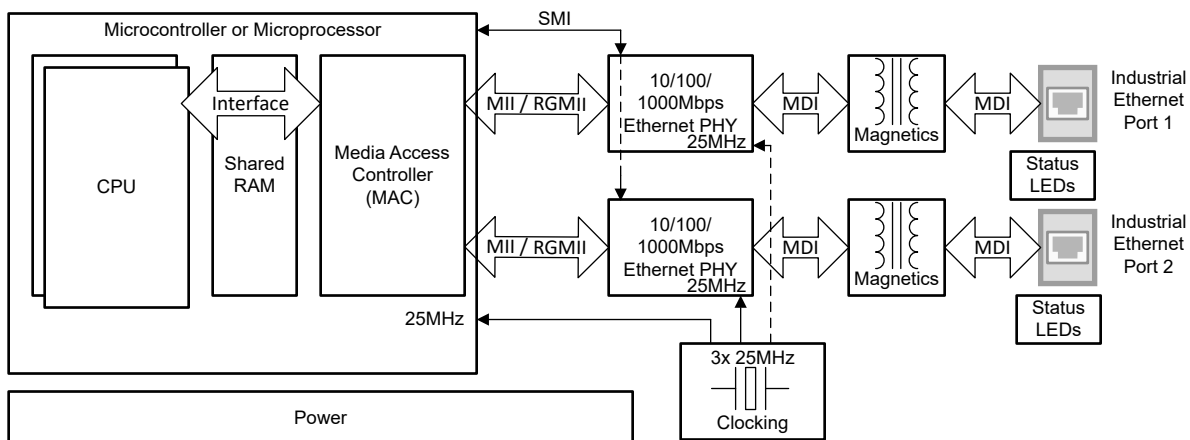 SMI
Microcontroller or Microprocessor
CPU
Interface
Shared
RAM
Media Access
Controller
(MAC)
MII / RGMII
10/100/
1000Mbps
Ethernet PHY
25MHz
MDI
Magnetics
MDI
Industrial
Ethernet
Port 1
Status
LEDs
MII / RGMII
10/100/
1000Mbps
Ethernet PHY
25MHz
MDI
Magnetics
MDI
Industrial
Ethernet
Port 2
Status
LEDs
25MHz
3x 25MHz
Clocking
Power